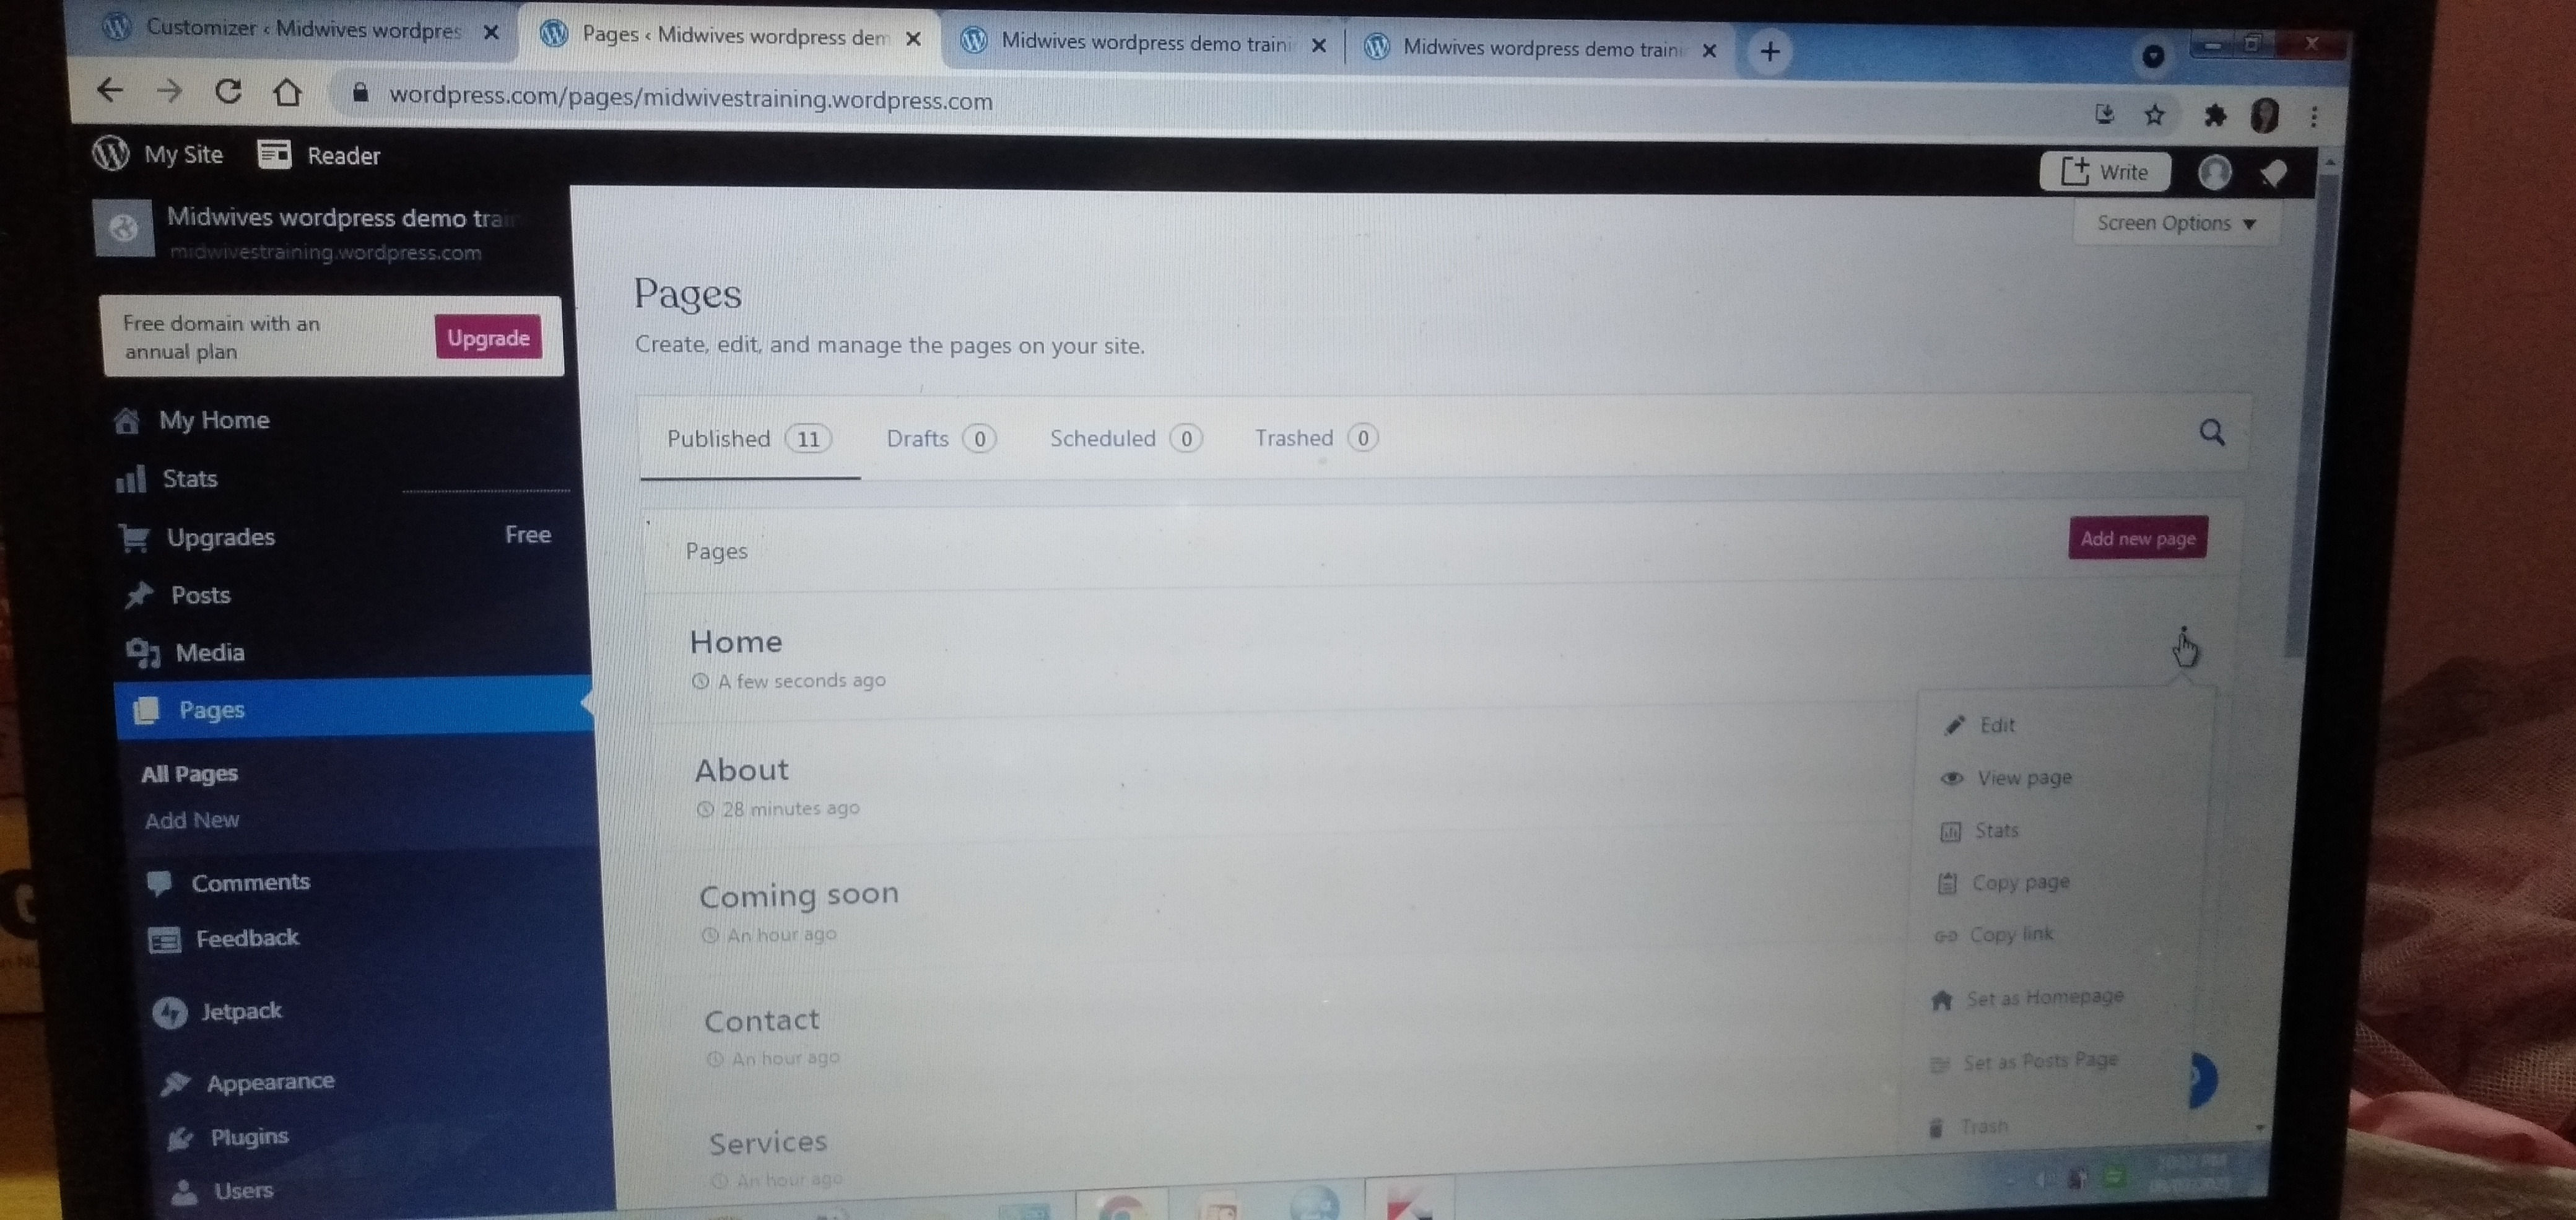 Customizer ‹ Midwives wordpres
Pages ‹ Midwives wordpress dem
Midwives wordpress demo traini
Midwives wordpress demo traini
wordpress.com/pages/midwivestraining.wordpress.com
My Site
Reader
Write
Midwives wordpress demo train
midwivestraining.wordpress.com
Screen Options
Free domain with an
annual plan
Upgrade
My Home
Stats
Upgrades
Free
Posts
Media
Pages
All Pages
Add New
Comments
Feedback
Jetpack
Appearance
Plugins
Users
Pages
Create, edit, and manage the pages on your site.
Published 11
Drafts 0
Scheduled 0
Trashed 0
Pages
Add new page
Home
A few seconds ago
About
28 minutes ago
Coming soon
An hour ago
Contact
An hour ago
Services
An hour ago
Edit
View page
Stats
Copy page
Copy link
Set as Homepage
Set as Posts Page
Trash